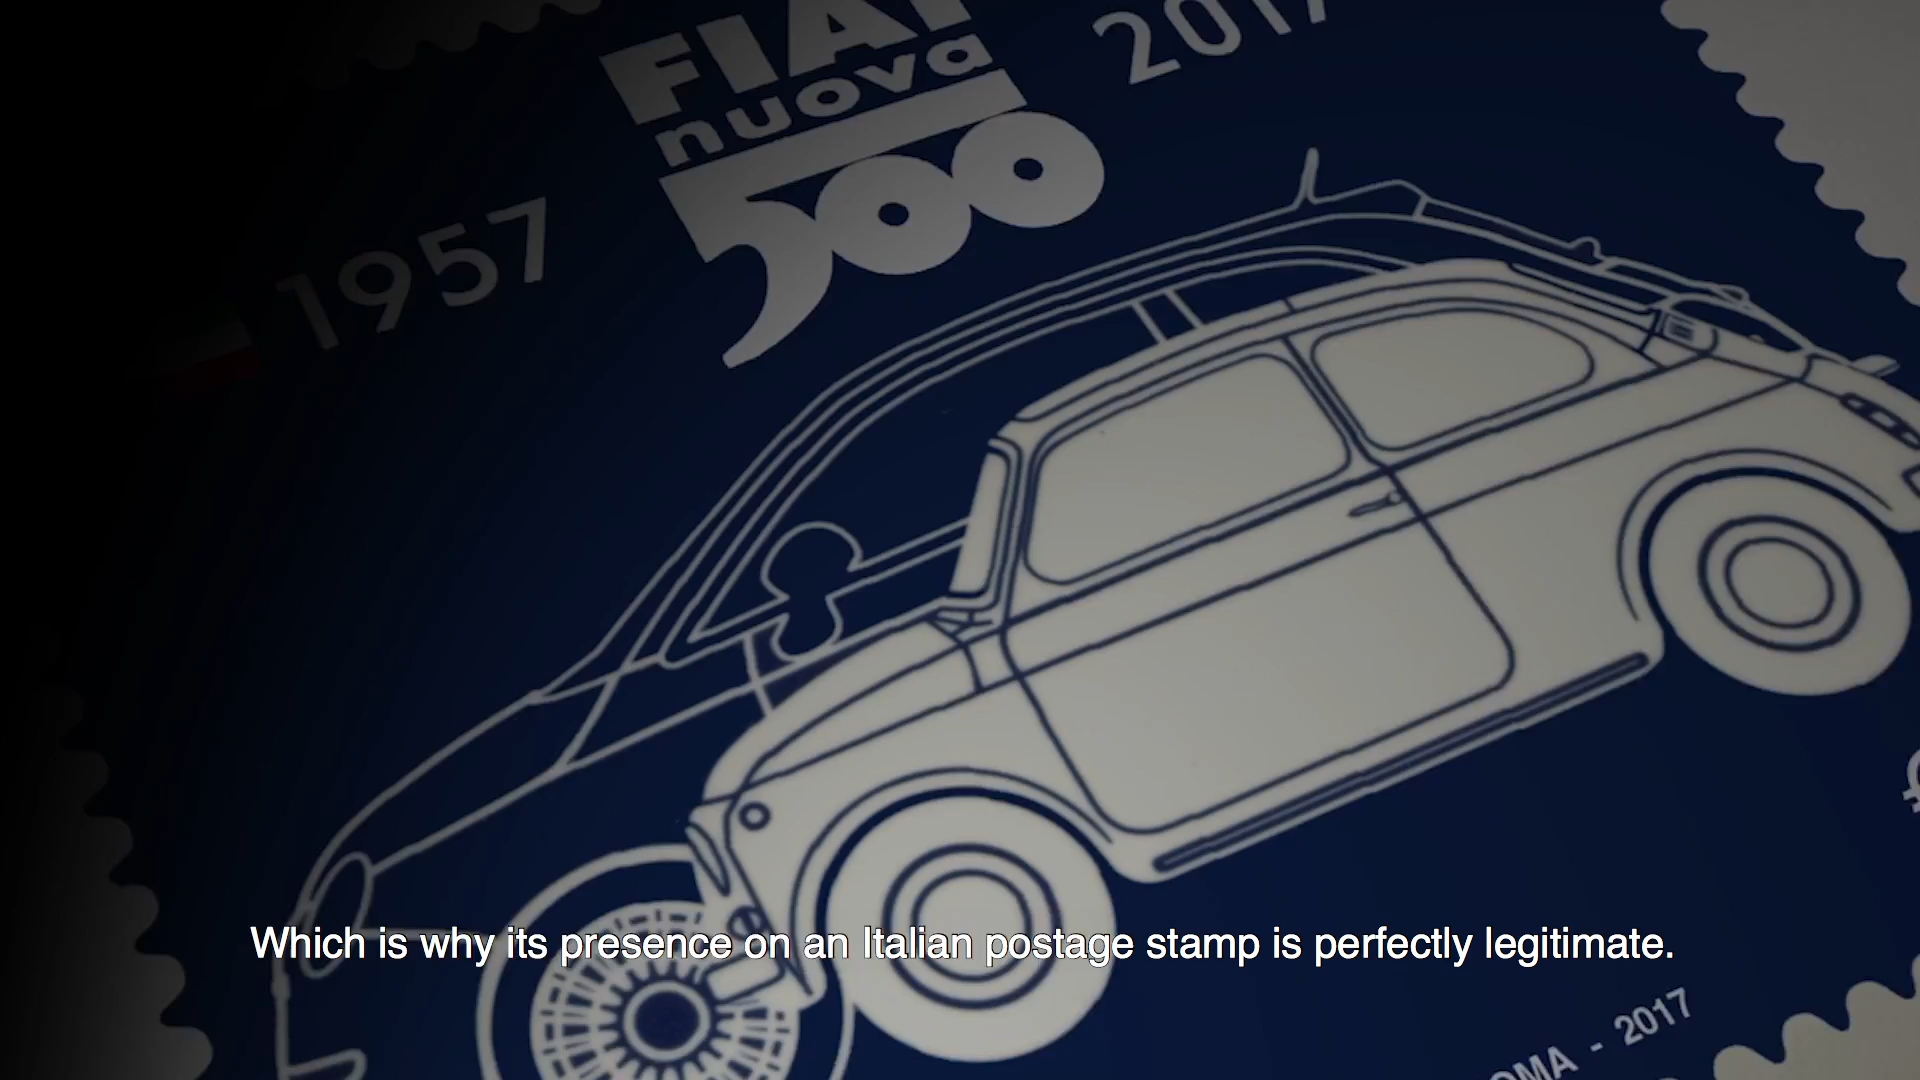 FIAT
nuova
500
1957
2017
Which is why its presence on an Italian postage stamp is perfectly legitimate.
- 2017